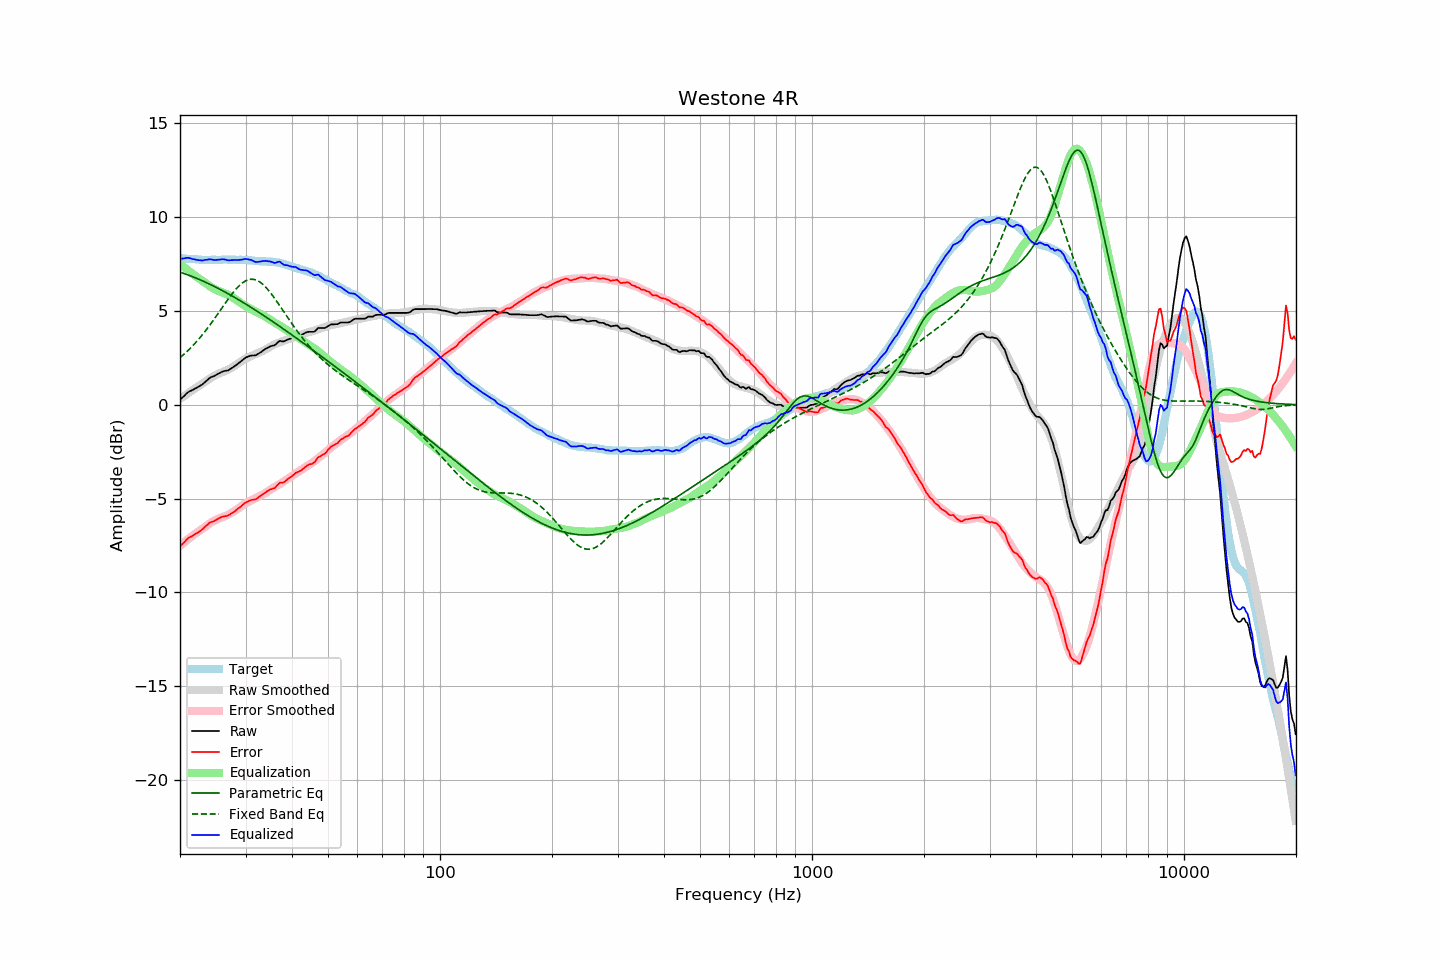 Westone 4R
15
10
5
0
−5
−10
−15
−20
Amplitude (dBr)
Target
Raw Smoothed
Error Smoothed
Raw
Error
Equalization
Parametric Eq
Fixed Band Eq
Equalized
100
1000
10000
Frequency (Hz)